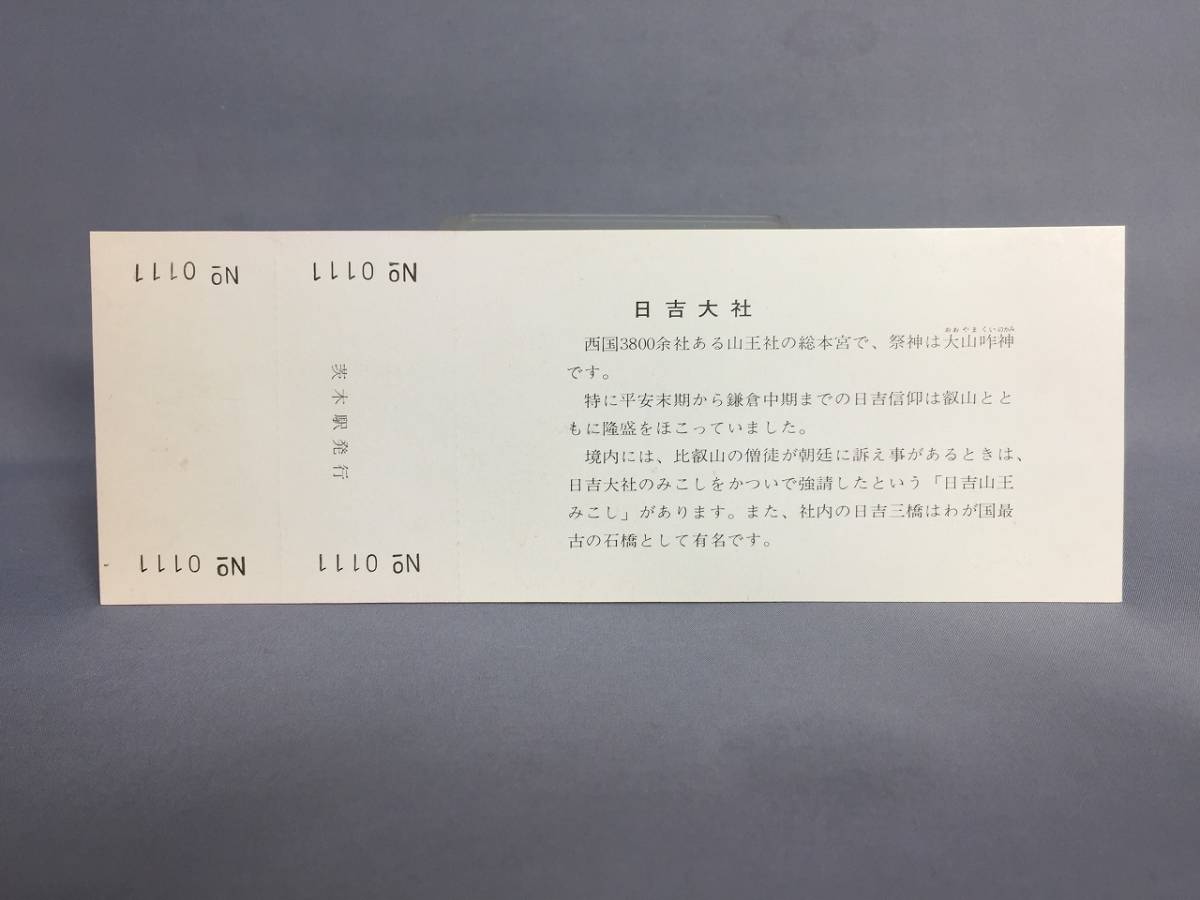 日吉大社
西国3800余社ある山王社の総本宮で、祭神は大山咋神
おおやまくいのかみ
です。
特に平安末期から鎌倉中期までの日吉信仰は叡山とと
もに隆盛をほこっていました。
境内には、比叡山の僧徒が朝廷に訴え事があるときは、
日吉大社のみこしをかついで強請したという「日吉山王
みこし」があります。また、社内の日吉三橋はわが国最
古の石橋として有名です。
茨木駅発行
№ 0111
№ 0111
№ 0111
№ 0111